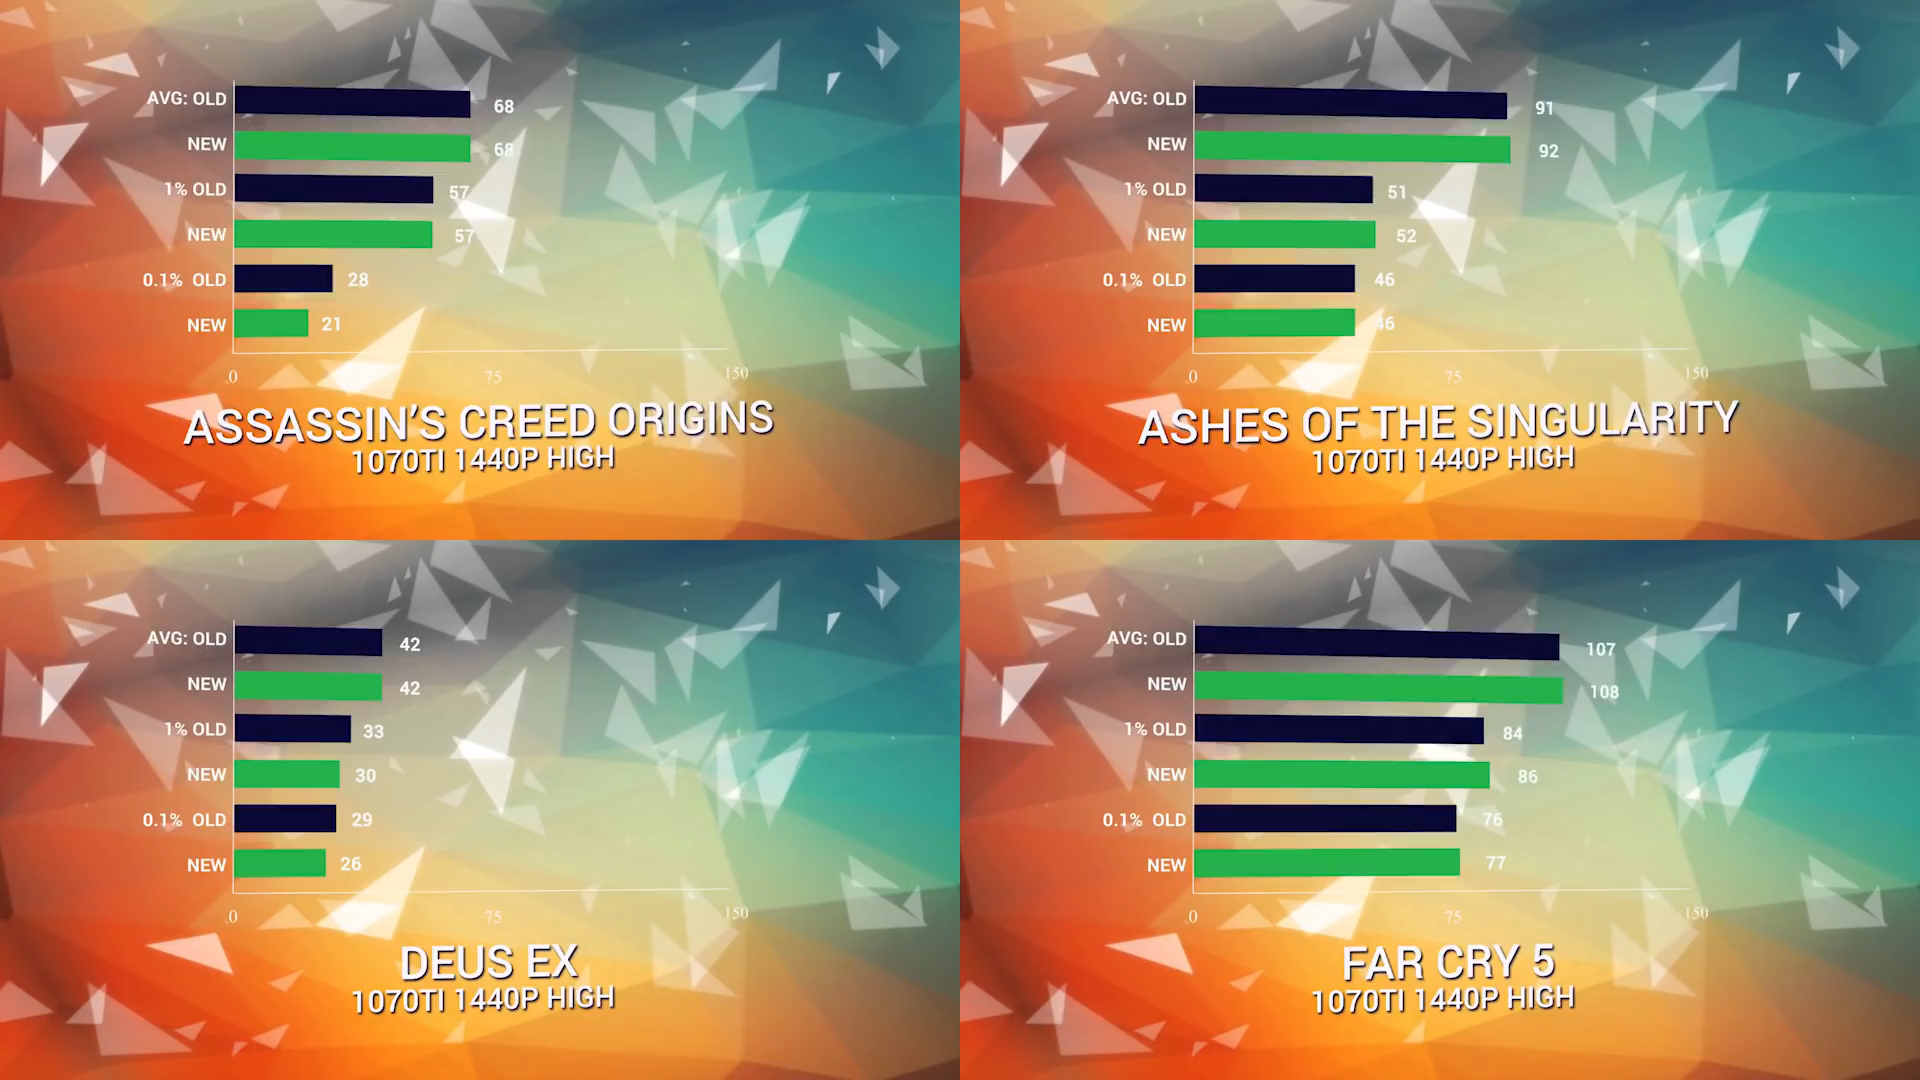 AVG: OLD 68
NEW 68
1% OLD 57
NEW 57
0.1% OLD 28
NEW 21
0 75 150
ASSASSIN'S CREED ORIGINS
1070TI 1440P HIGH
AVG: OLD 91
NEW 92
1% OLD 51
NEW 52
0.1% OLD 46
NEW 46
0 75 150
ASHES OF THE SINGULARITY
1070TI 1440P HIGH
AVG: OLD 42
NEW 42
1% OLD 33
NEW 30
0.1% OLD 29
NEW 26
0 75 150
DEUS EX
1070TI 1440P HIGH
AVG: OLD 107
NEW 108
1% OLD 84
NEW 86
0.1% OLD 76
NEW 77
0 75 150
FAR CRY 5
1070TI 1440P HIGH